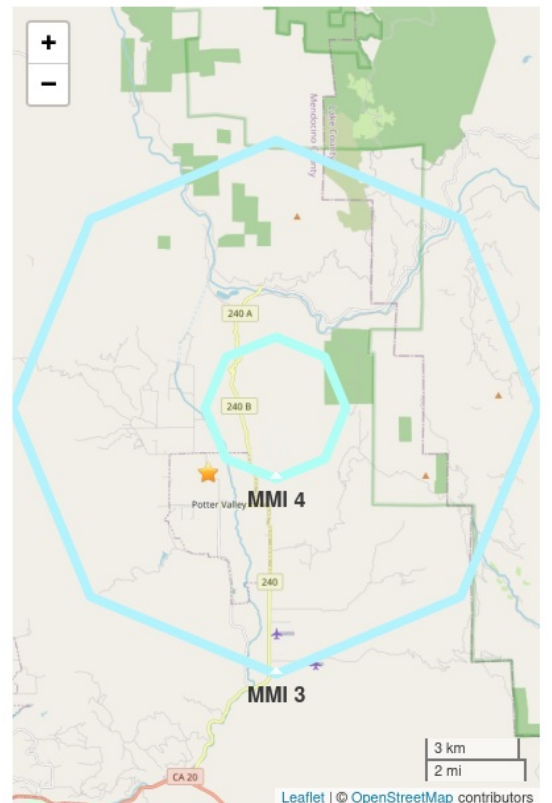 +
−
Mendocino County
Lake County
240 A
240 B
MMI 4
Potter Valley
240
MMI 3
3 km
2 mi
CA 20
Leaflet | © OpenStreetMap contributors